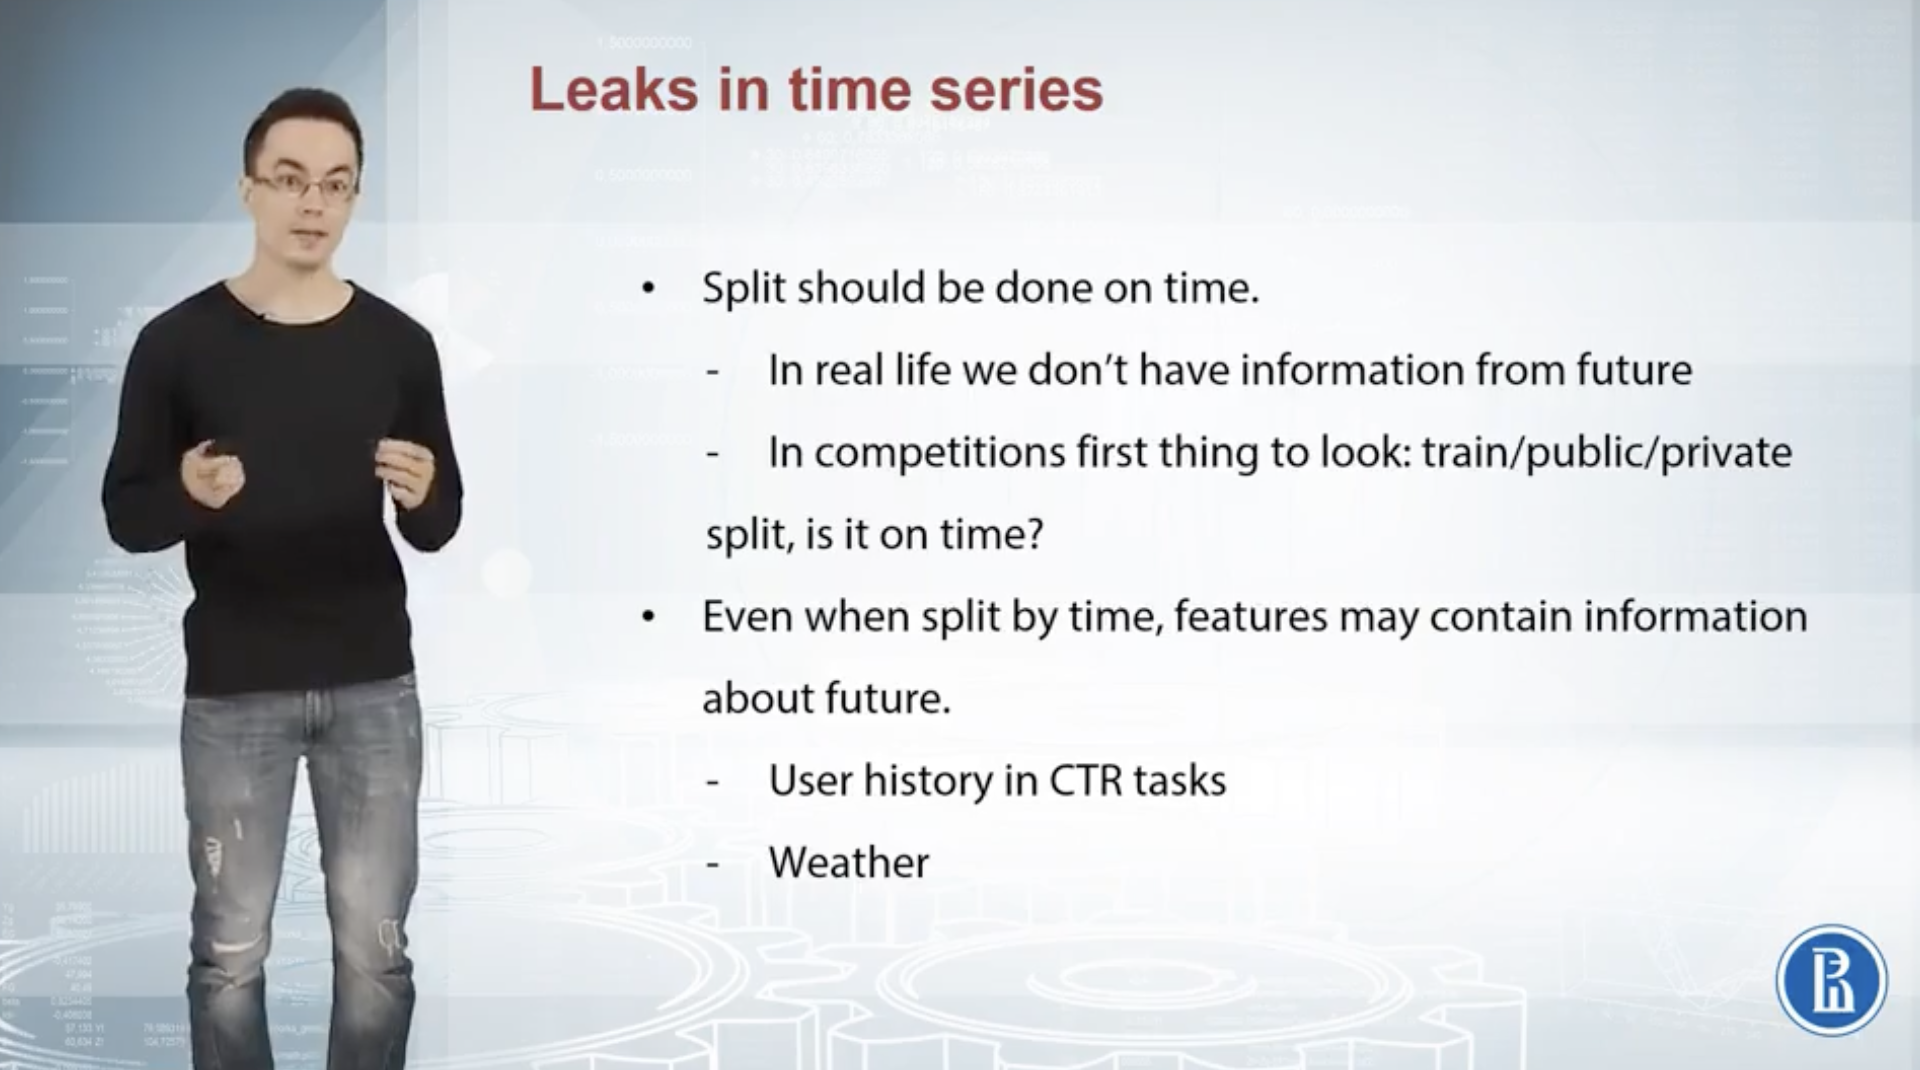 Leaks in time series
• Split should be done on time.
- In real life we don’t have information from future
- In competitions first thing to look: train/public/private
split, is it on time?
• Even when split by time, features may contain information
about future.
- User history in CTR tasks
- Weather